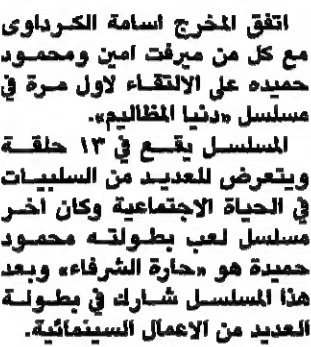 اتفق المخرج اسامة الكرداوى
مع كل من ميرفت امين ومحمود
حميده على الالتقاء لاول مرة في
مسلسل «دنيا المظاليم».
المسلسل يقع في ١٣ حلقة
ويتعرض للعديد من السلبيات
في الحياة الاجتماعية وكان اخر
مسلسل لعب بطولته محمود
حميدة هو «حارة الشرفاء» وبعد
هذا المسلسل شارك في بطولة
العديد من الاعمال السينمائية.